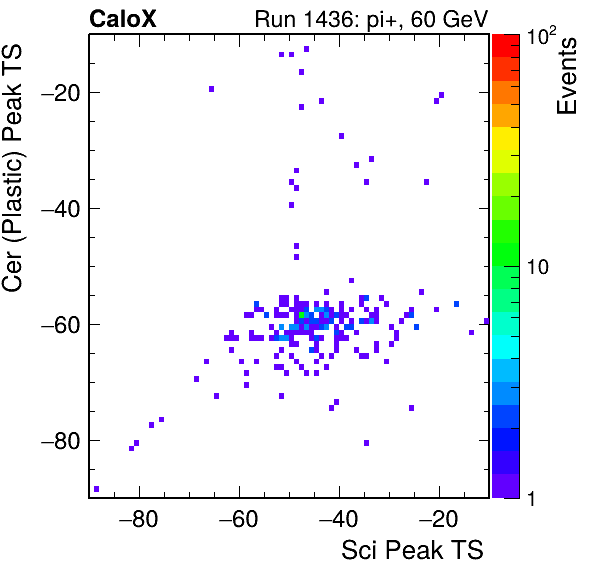 CaloX Run 1436: pi+, 60 GeV
Cer (Plastic) Peak TS
−20
−40
−60
−80
−80 −60 −40 −20
Sci Peak TS
10²
10
1
Events